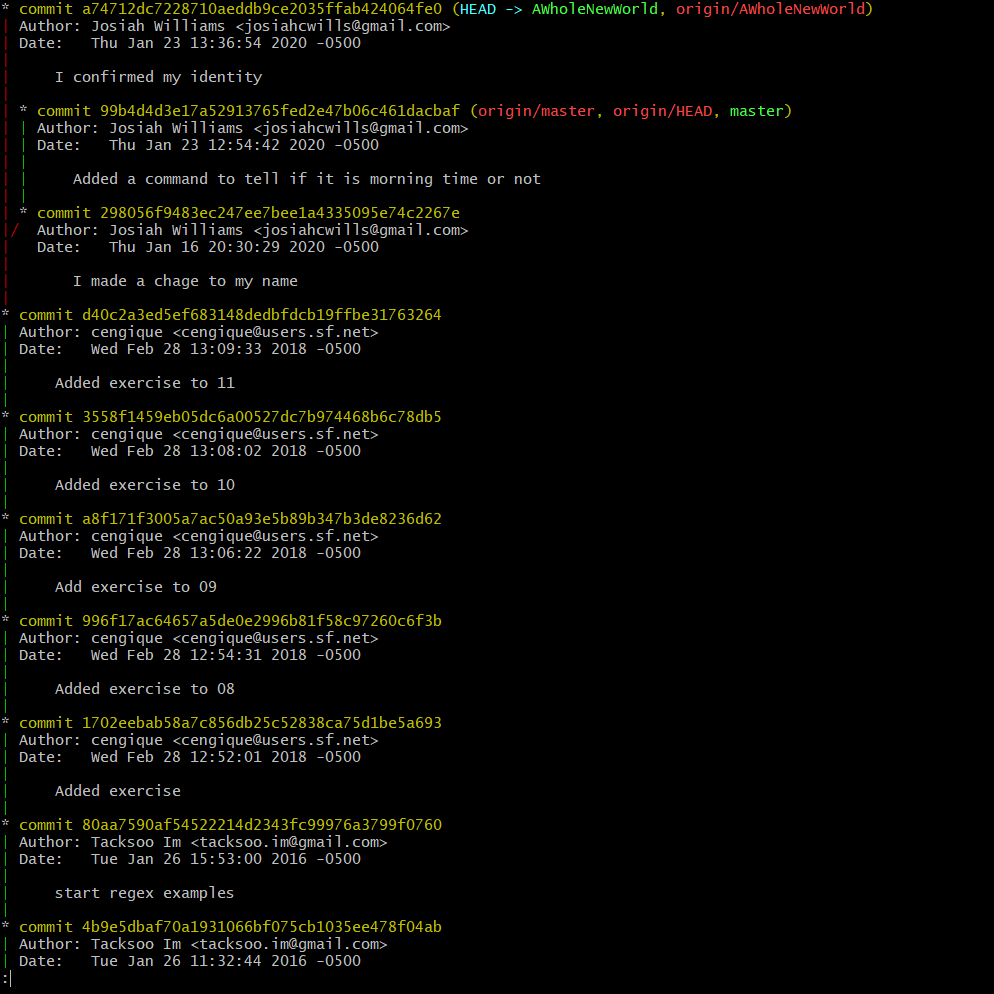 * commit a74712dc7228710aeddb9ce2035ffab424064fe0 (HEAD -> AWholeNewWorld, origin/AWholeNewWorld)
| Author: Josiah Williams <josiahcwills@gmail.com>
| Date:   Thu Jan 23 13:36:54 2020 -0500
|
|     I confirmed my identity
|
| * commit 99b4d4d3e17a52913765fed2e47b06c461dacbaf (origin/master, origin/HEAD, master)
| | Author: Josiah Williams <josiahcwills@gmail.com>
| | Date:   Thu Jan 23 12:54:42 2020 -0500
| |
| |     Added a command to tell if it is morning time or not
| |
| * commit 298056f9483ec247ee7bee1a4335095e74c2267e
|/  Author: Josiah Williams <josiahcwills@gmail.com>
|   Date:   Thu Jan 16 20:30:29 2020 -0500
|
|       I made a chage to my name
|
* commit d40c2a3ed5ef683148dedbfdcb19ffbe31763264
| Author: cengique <cengique@users.sf.net>
| Date:   Wed Feb 28 13:09:33 2018 -0500
|
|     Added exercise to 11
|
* commit 3558f1459eb05dc6a00527dc7b974468b6c78db5
| Author: cengique <cengique@users.sf.net>
| Date:   Wed Feb 28 13:08:02 2018 -0500
|
|     Added exercise to 10
|
* commit a8f171f3005a7ac50a93e5b89b347b3de8236d62
| Author: cengique <cengique@users.sf.net>
| Date:   Wed Feb 28 13:06:22 2018 -0500
|
|     Add exercise to 09
|
* commit 996f17ac64657a5de0e2996b81f58c97260c6f3b
| Author: cengique <cengique@users.sf.net>
| Date:   Wed Feb 28 12:54:31 2018 -0500
|
|     Added exercise to 08
|
* commit 1702eebab58a7c856db25c52838ca75d1be5a693
| Author: cengique <cengique@users.sf.net>
| Date:   Wed Feb 28 12:52:01 2018 -0500
|
|     Added exercise
|
* commit 80aa7590af54522214d2343fc99976a3799f0760
| Author: Tacksoo Im <tacksoo.im@gmail.com>
| Date:   Tue Jan 26 15:53:00 2016 -0500
|
|     start regex examples
|
* commit 4b9e5dbaf70a1931066bf075cb1035ee478f04ab
| Author: Tacksoo Im <tacksoo.im@gmail.com>
| Date:   Tue Jan 26 11:32:44 2016 -0500
: